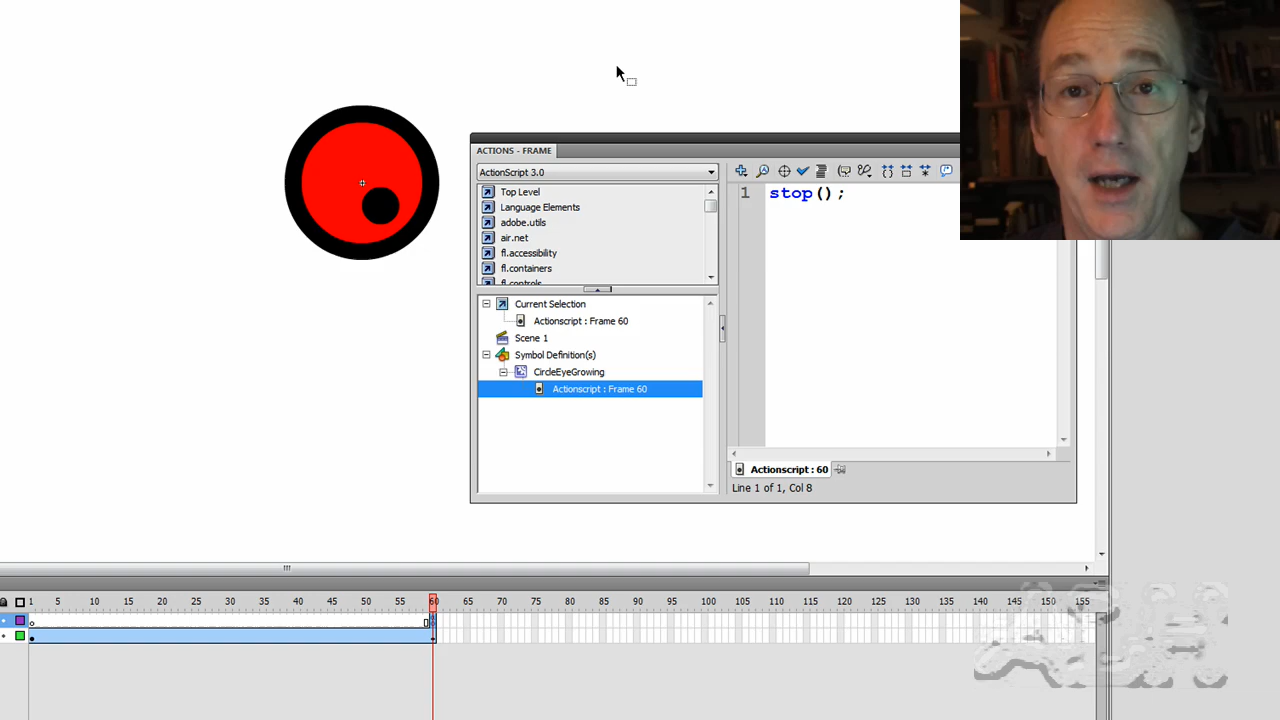 ACTIONS - FRAME
ActionScript 3.0
Top Level
Language Elements
adobe.utils
air.net
fl.accessibility
fl.containers
fl.controls
1 stop();
Current Selection
Actionscript : Frame 60
Scene 1
Symbol Definition(s)
CircleEyeGrowing
Actionscript : Frame 60
Actionscript : 60
Line 1 of 1, Col 8
1 5 10 15 20 25 30 35 40 45 50 55 60 65 70 75 80 85 90 95 100 105 110 115 120 125 130 135 140 145 150 155